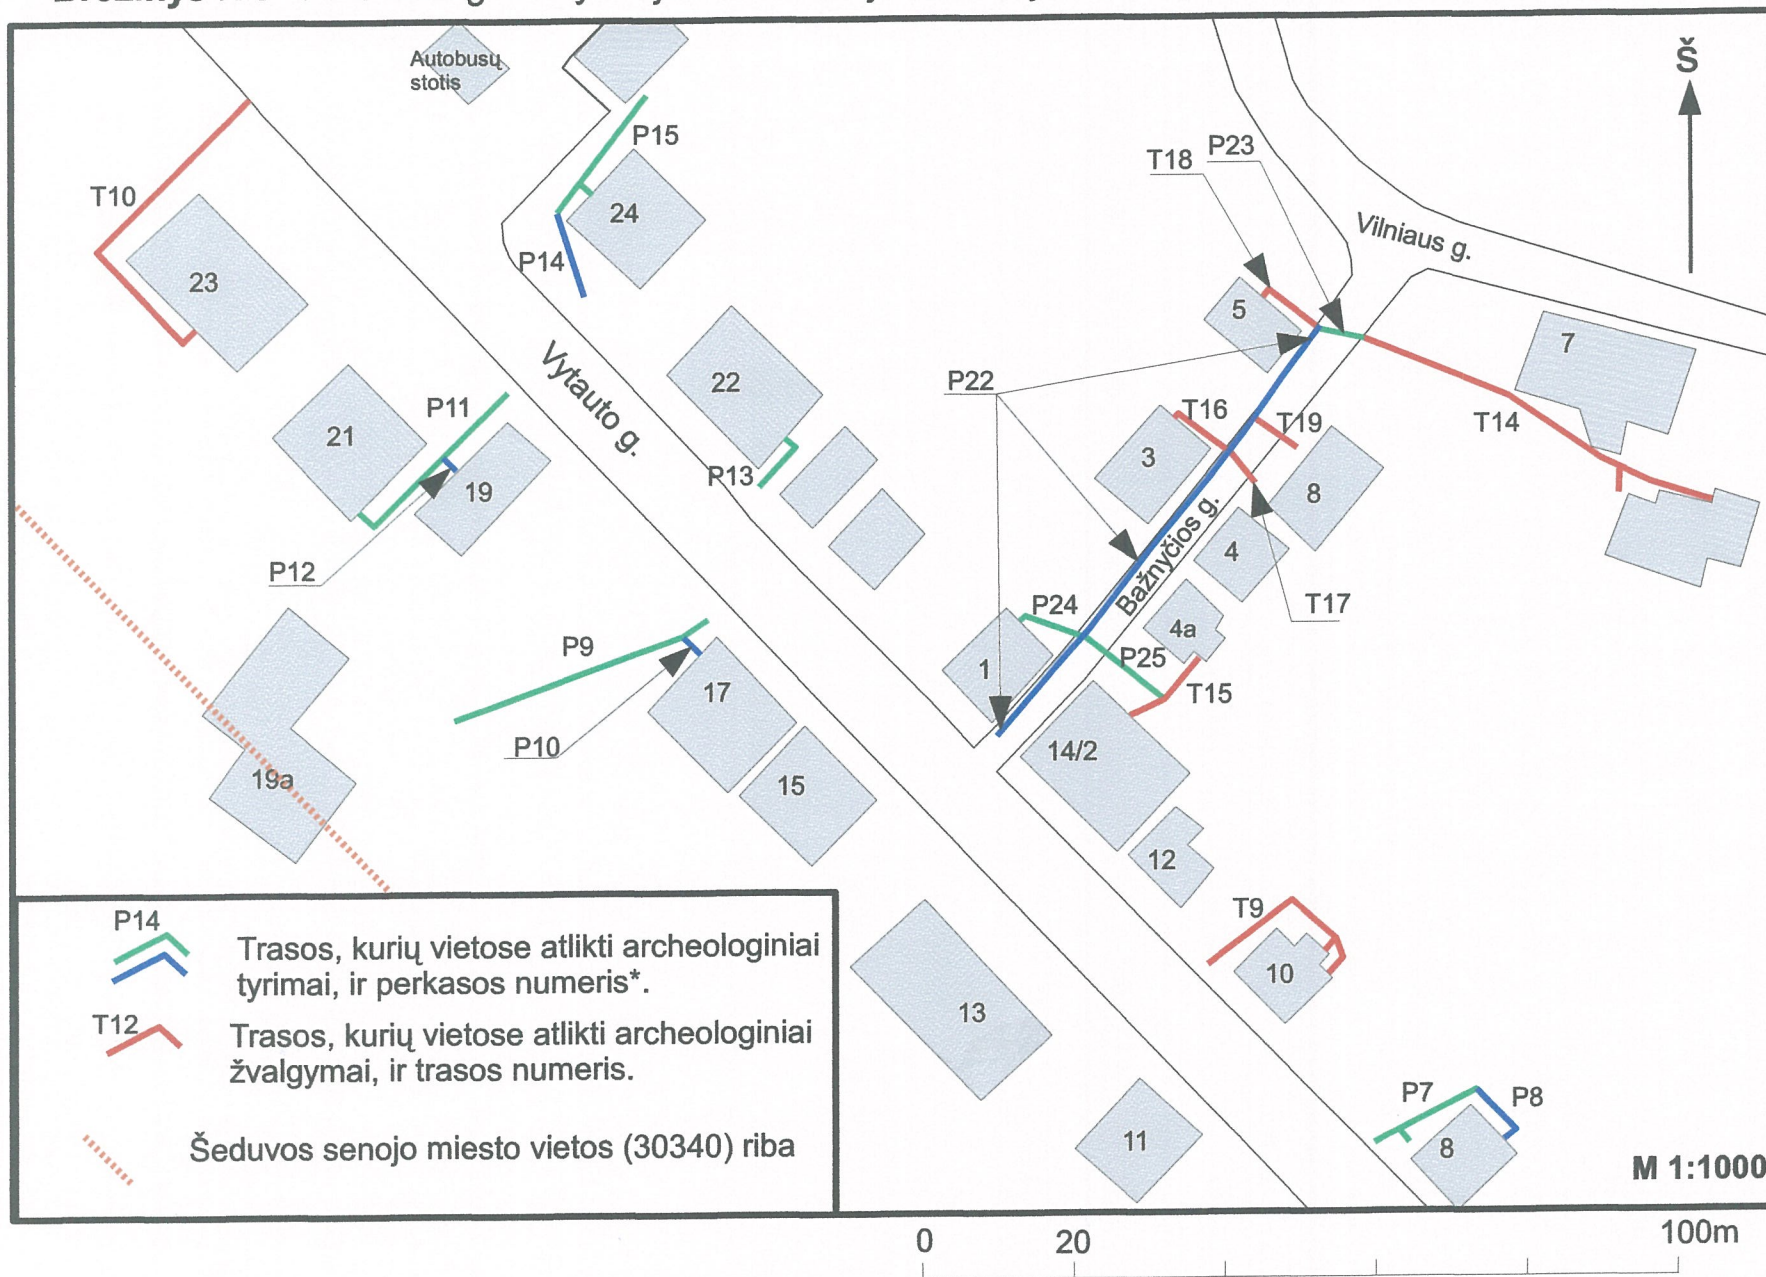 Autobusų
stotis
Š
P15
P23
T18
T10
24
Vilniaus g.
P14
23
5
7
Vytauto g.
22
P22
P11
T16
T19
T14
21
3
P13
19
8
Bažnyčios g.
4
P12
P24
T17
P9
4a
P25
1
17
T15
P10
14/2
19a
15
12
T9
10
13
P7
P8
11
8
P14
Trasos, kurių vietose atlikti archeologiniai
tyrimai, ir perkasos numeris*.
T12
Trasos, kurių vietose atlikti archeologiniai
žvalgymai, ir trasos numeris.
Šeduvos senojo miesto vietos (30340) riba
M 1:1000
0
20
100m